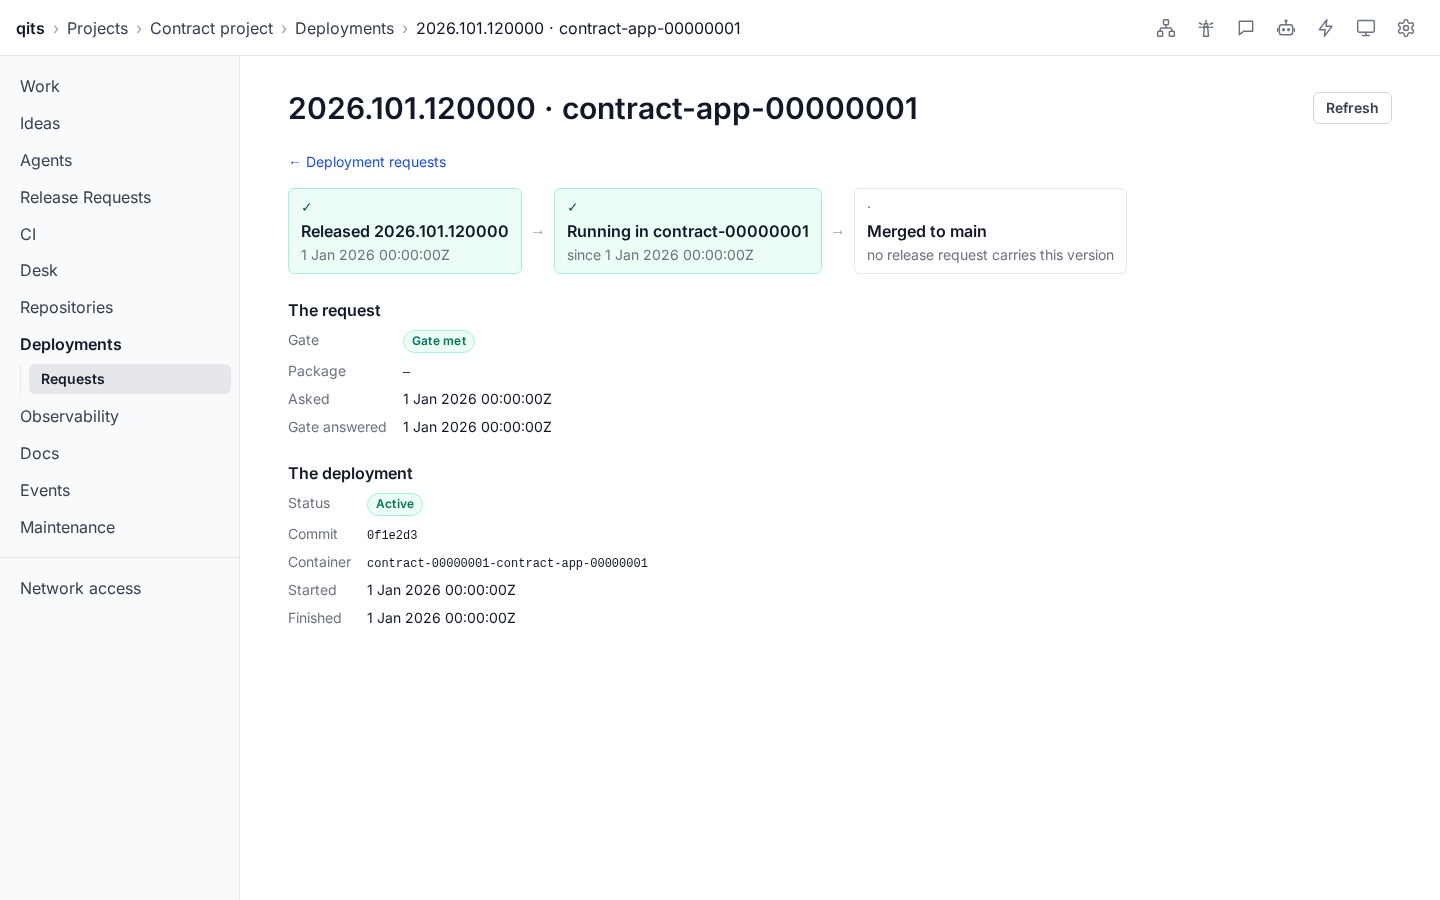 qits › Projects › Contract project › Deployments › 2026.101.120000 · contract-app-00000001
Work
Ideas
Agents
Release Requests
CI
Desk
Repositories
Deployments
Requests
Observability
Docs
Events
Maintenance
Network access
2026.101.120000 · contract-app-00000001
Refresh
← Deployment requests
✓
Released 2026.101.120000
1 Jan 2026 00:00:00Z
→
✓
Running in contract-00000001
since 1 Jan 2026 00:00:00Z
→
·
Merged to main
no release request carries this version
The request
Gate Gate met
Package –
Asked 1 Jan 2026 00:00:00Z
Gate answered 1 Jan 2026 00:00:00Z
The deployment
Status Active
Commit 0f1e2d3
Container contract-00000001-contract-app-00000001
Started 1 Jan 2026 00:00:00Z
Finished 1 Jan 2026 00:00:00Z